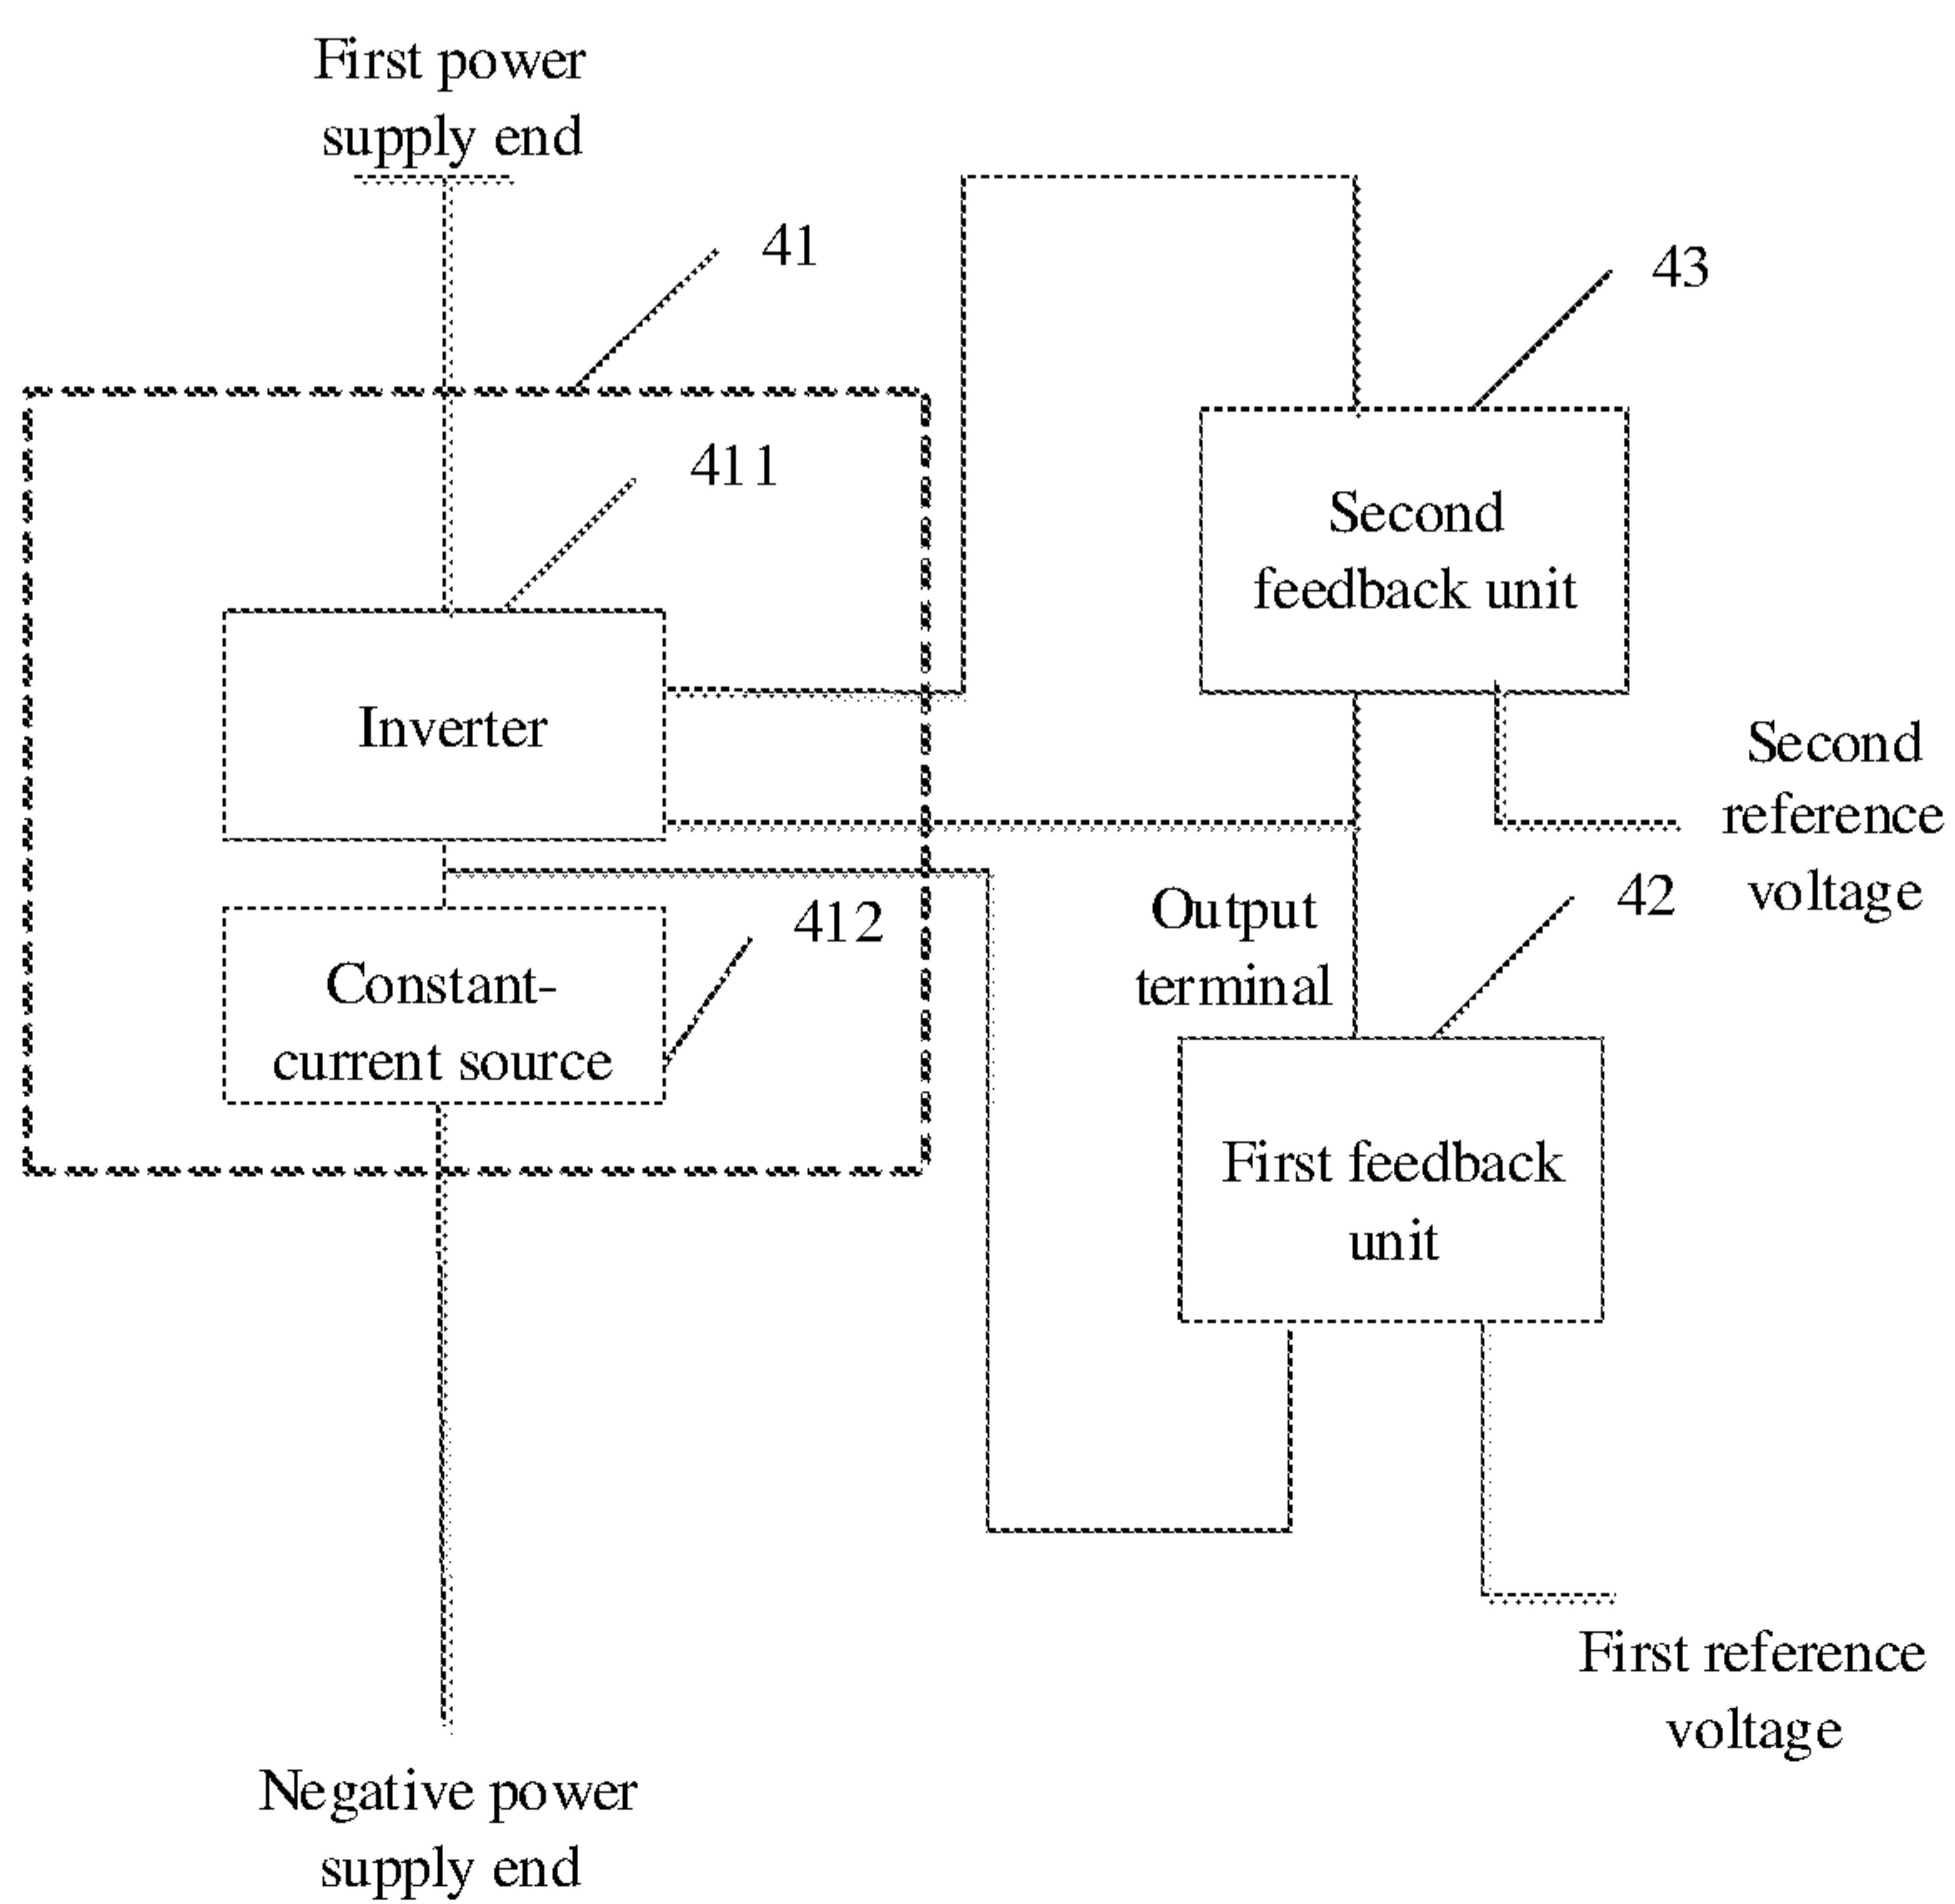 First power
supply end
41
43
411
Second
feedback unit
Inverter
Second
reference
voltage
Output
terminal
42
412
Constant-
current source
First feedback
unit
First reference
voltage
Negative power
supply end